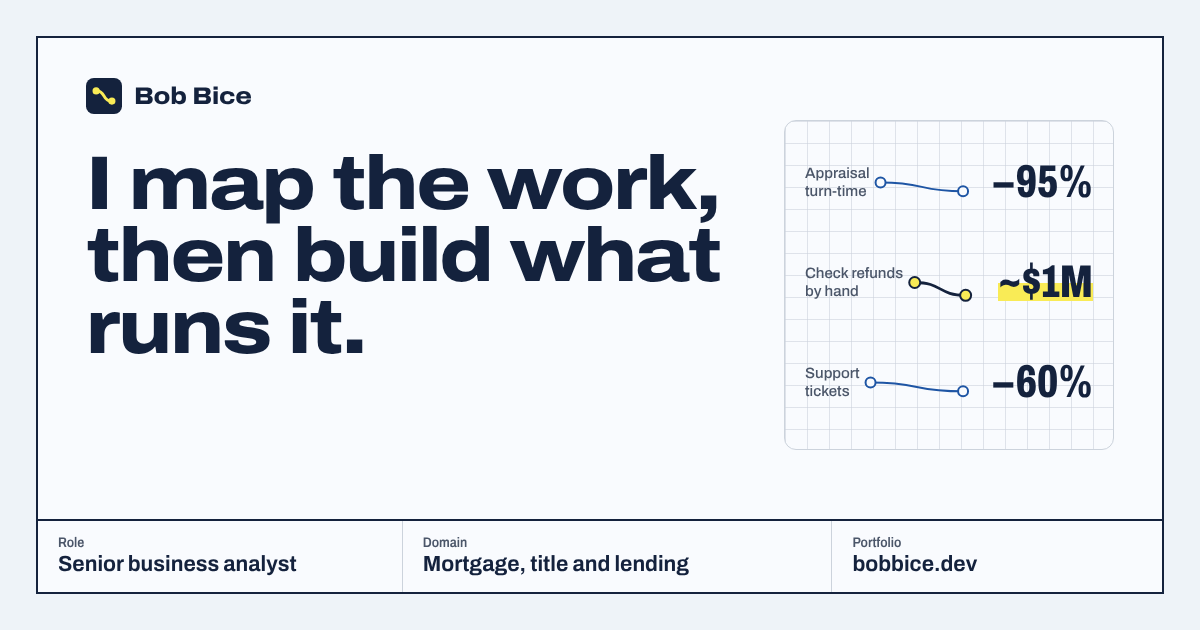 Bob Bice
I map the work,
then build what
runs it.
Appraisal
turn-time
–95%
Check refunds
by hand
~$1M
Support
tickets
–60%
Role
Senior business analyst
Domain
Mortgage, title and lending
Portfolio
bobbice.dev